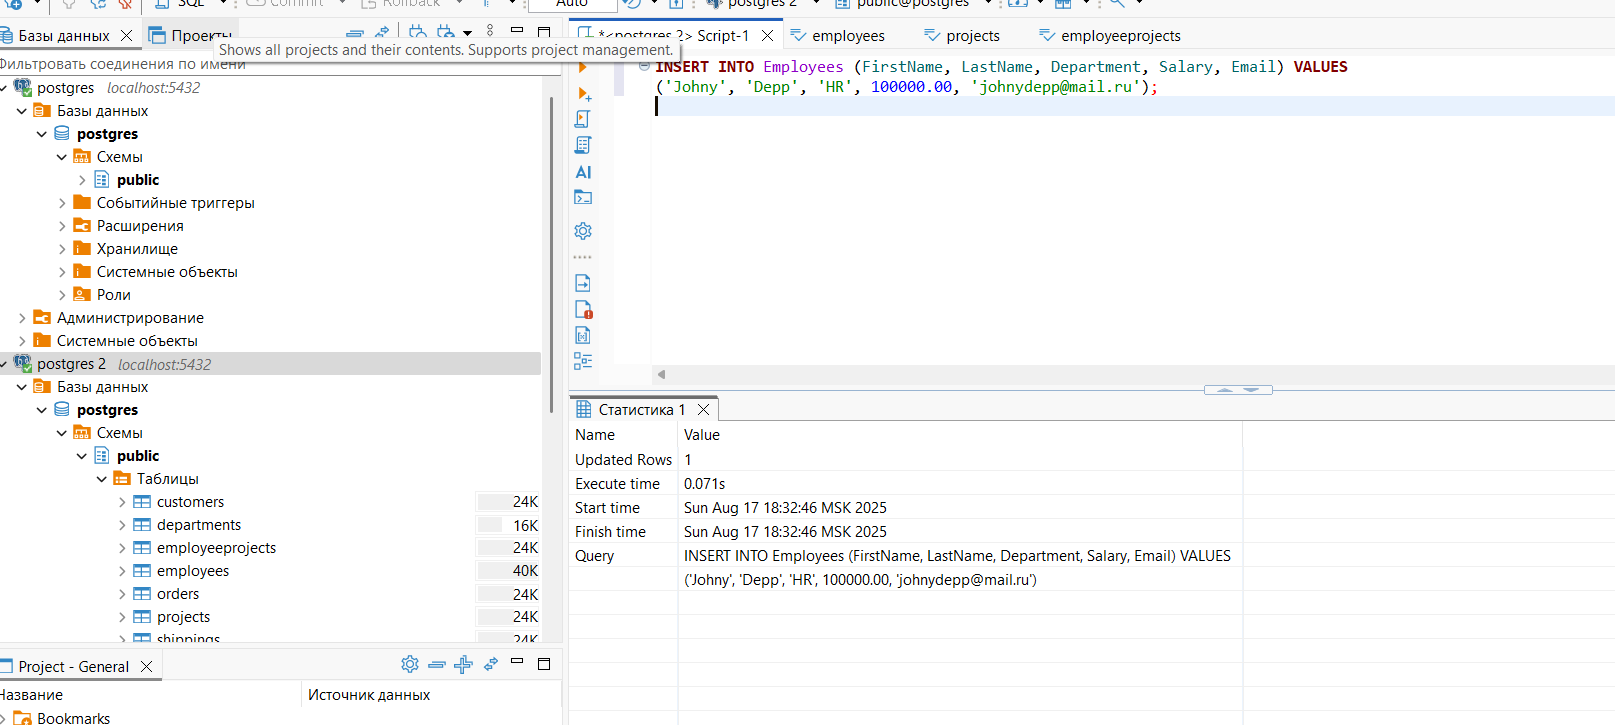 SQL Commit Rollback Auto postgres 2 public@postgres
Базы данных Проекты
Shows all projects and their contents. Supports project management.
*<postgres 2> Script-1 employees projects employeeprojects
Фильтровать соединения по имени
postgres localhost:5432
Базы данных
postgres
Схемы
public
Событийные триггеры
Расширения
Хранилище
Системные объекты
Роли
Администрирование
Системные объекты
postgres 2 localhost:5432
Базы данных
postgres
Схемы
public
Таблицы
customers 24K
departments 16K
employeeprojects 24K
employees 40K
orders 24K
projects 24K
shippings 24K
Project - General
Название Источник данных
Bookmarks
INSERT INTO Employees (FirstName, LastName, Department, Salary, Email) VALUES
('Johny', 'Depp', 'HR', 100000.00, 'johnydepp@mail.ru');
AI
Статистика 1
Name Value
Updated Rows 1
Execute time 0.071s
Start time Sun Aug 17 18:32:46 MSK 2025
Finish time Sun Aug 17 18:32:46 MSK 2025
Query INSERT INTO Employees (FirstName, LastName, Department, Salary, Email) VALUES
('Johny', 'Depp', 'HR', 100000.00, 'johnydepp@mail.ru')